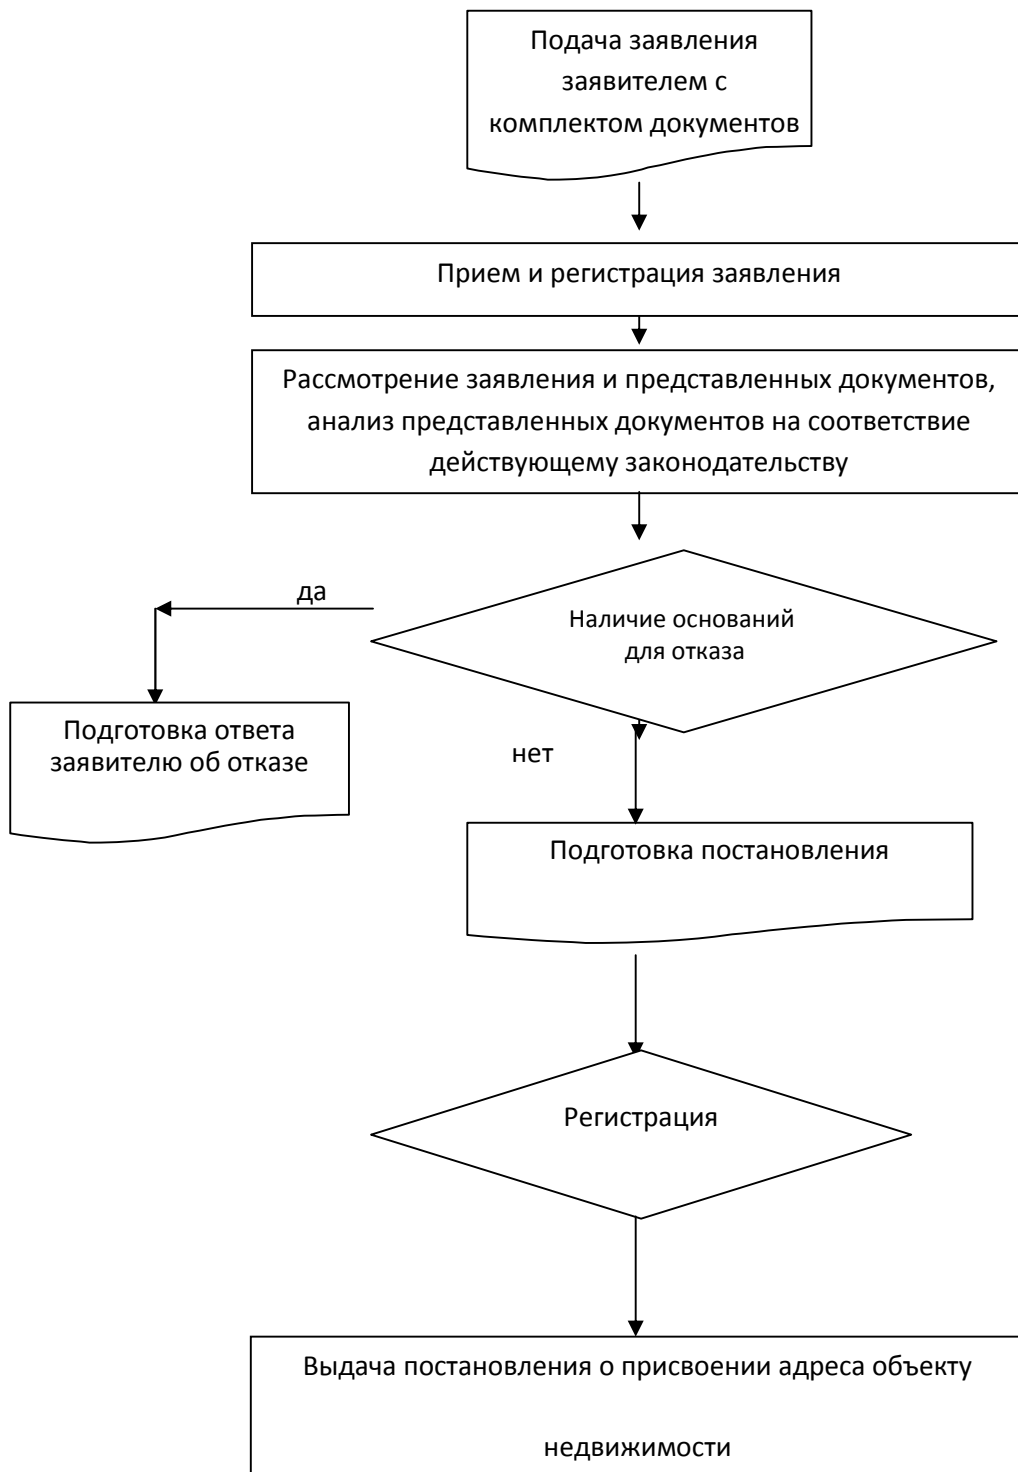 Подача заявления
заявителем с
комплектом документов
Прием и регистрация заявления
Рассмотрение заявления и представленных документов,
анализ представленных документов на соответствие
действующему законодательству
да
Наличие оснований
для отказа
Подготовка ответа
заявителю об отказе
нет
Подготовка постановления
Регистрация
Выдача постановления о присвоении адреса объекту
недвижимости